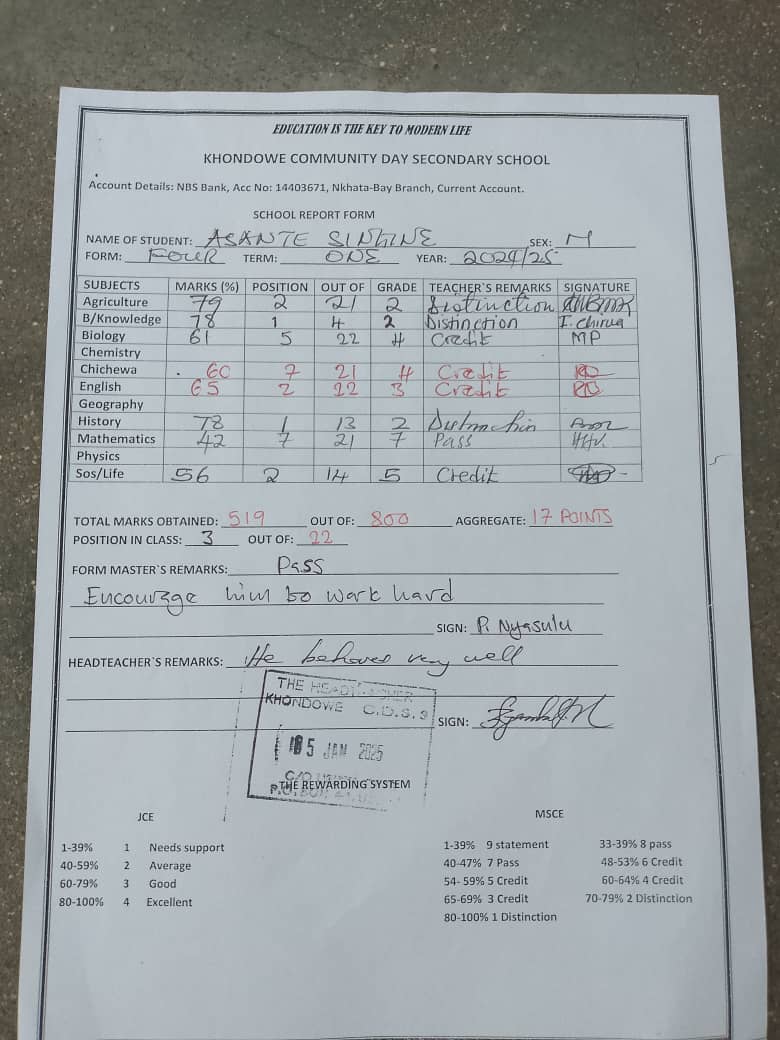 EDUCATION IS THE KEY TO MODERN LIFE
KHONDOWE COMMUNITY DAY SECONDARY SCHOOL
Account Details: NBS Bank, Acc No: 14403671, Nkhata-Bay Branch, Current Account.
SCHOOL REPORT FORM
NAME OF STUDENT: ASANTE SINKINE SEX: M
FORM: FOUR TERM: ONE YEAR: 2024/25
SUBJECTS MARKS (%) POSITION OUT OF GRADE TEACHER`S REMARKS SIGNATURE
Agriculture 79 2 21 2 Distinction
B/Knowledge 78 1 4 2 Distinction I. Chirwa
Biology 61 5 22 4 Credit MP
Chemistry
Chichewa 60 7 21 4 Credit
English 65 2 22 3 Credit
Geography
History 78 1 13 2 Distinction
Mathematics 42 7 21 7 Pass
Physics
Sos/Life 56 2 14 5 Credit
TOTAL MARKS OBTAINED: 519 OUT OF: 800 AGGREGATE: 17 POINTS
POSITION IN CLASS: 3 OUT OF: 22
FORM MASTER`S REMARKS: Pass
Encourage him to work hard
SIGN: P. Nyasulu
HEADTEACHER`S REMARKS: He behaves very well
THE HEADTEACHER
KHONDOWE C.D.S.S
SIGN:
05 JAN 2025
THE REWARDING SYSTEM
JCE MSCE
1-39% 1 Needs support 1-39% 9 statement 33-39% 8 pass
40-59% 2 Average 40-47% 7 Pass 48-53% 6 Credit
60-79% 3 Good 54- 59% 5 Credit 60-64% 4 Credit
80-100% 4 Excellent 65-69% 3 Credit 70-79% 2 Distinction
80-100% 1 Distinction